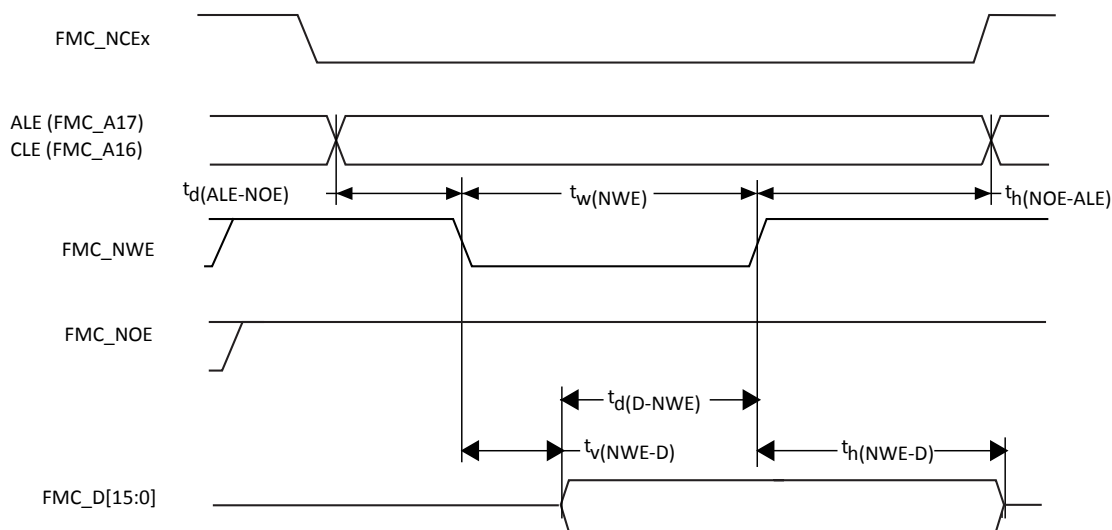 FMC_NCEx
ALE (FMC_A17)
CLE (FMC_A16)
td(ALE-NOE)
tw(NWE)
th(NOE-ALE)
FMC_NWE
FMC_NOE
td(D-NWE)
tv(NWE-D)
th(NWE-D)
FMC_D[15:0]